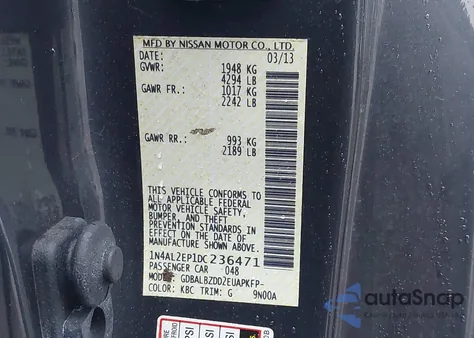 MFD BY NISSAN MOTOR CO., LTD.
DATE: 03/13
GVWR: 1948 KG
4294 LB
GAWR FR.: 1017 KG
2242 LB
GAWR RR.: 993 KG
2189 LB
THIS VEHICLE CONFORMS TO
ALL APPLICABLE FEDERAL
MOTOR VEHICLE SAFETY,
BUMPER, AND THEFT
PREVENTION STANDARDS IN
EFFECT ON THE DATE OF
MANUFACTURE SHOWN ABOVE.
1N4AL2EP1DC236471
PASSENGER CAR 048
MODEL: GDBALBZDDZEUAPKFP-
COLOR: KBC TRIM: G 9N00A
autoSnap